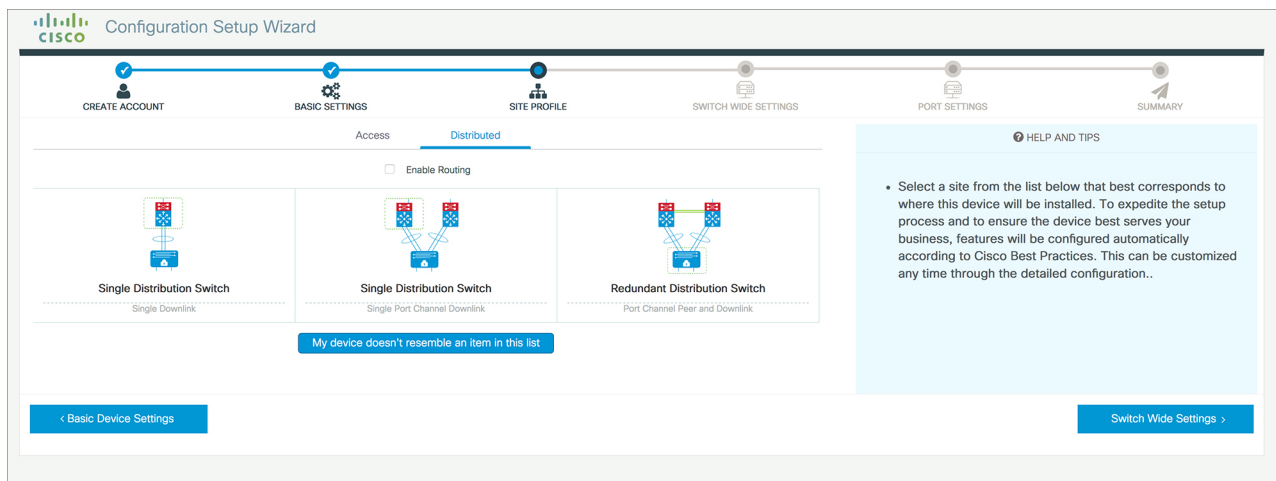 CISCO
Configuration Setup Wizard
CREATE ACCOUNT
BASIC SETTINGS
SITE PROFILE
SWITCH WIDE SETTINGS
PORT SETTINGS
SUMMARY
Access
Distributed
Enable Routing
Single Distribution Switch
Single Downlink
Single Distribution Switch
Single Port Channel Downlink
Redundant Distribution Switch
Port Channel Peer and Downlink
My device doesn't resemble an item in this list
HELP AND TIPS
• Select a site from the list below that best corresponds to
where this device will be installed. To expedite the setup
process and to ensure the device best serves your
business, features will be configured automatically
according to Cisco Best Practices. This can be customized
any time through the detailed configuration..
‹ Basic Device Settings
Switch Wide Settings ›